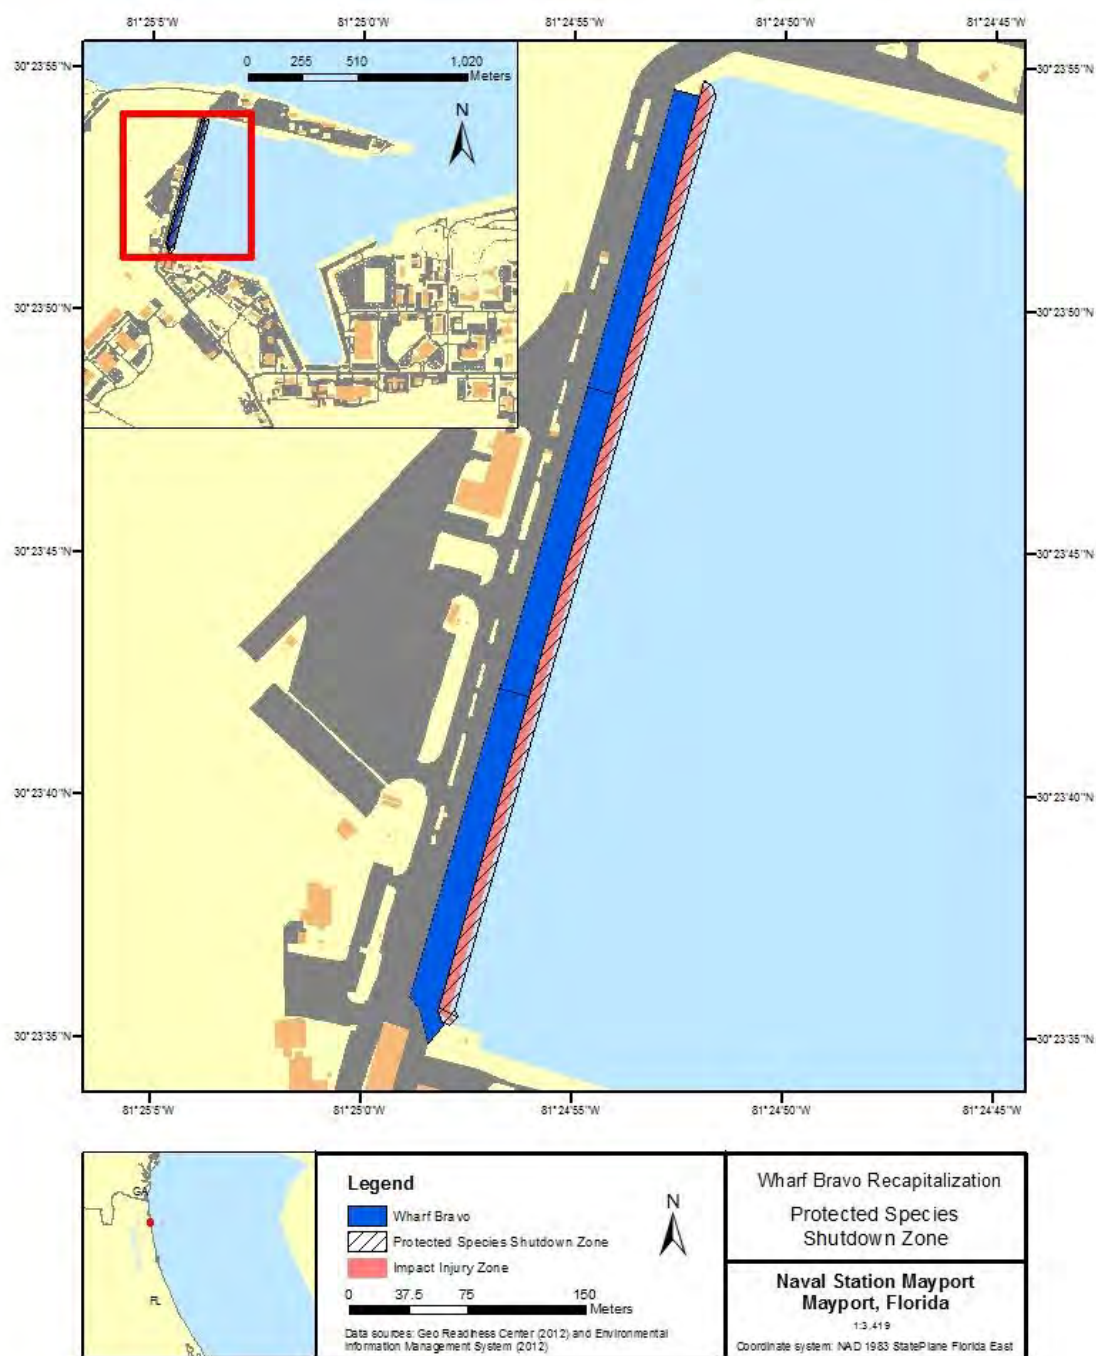 81°25'5"W 81°25'0"W 81°24'55"W 81°24'50"W 81°24'45"W
30°23'55"N
30°23'55"N
0 255 510 1,020
Meters
N
30°23'50"N
30°23'50"N
30°23'45"N
30°23'45"N
30°23'40"N
30°23'40"N
30°23'35"N
30°23'35"N
81°25'5"W 81°25'0"W 81°24'55"W 81°24'50"W 81°24'45"W
GA
FL
Legend
Wharf Bravo
Protected Species Shutdown Zone
Impact Injury Zone
N
0 37.5 75 150
Meters
Data sources: Geo Readiness Center (2012) and Environmental
Information Management System (2012)
Wharf Bravo Recapitalization
Protected Species
Shutdown Zone
Naval Station Mayport
Mayport, Florida
1:3,419
Coordinate system: NAD 1983 StatePlane Florida East